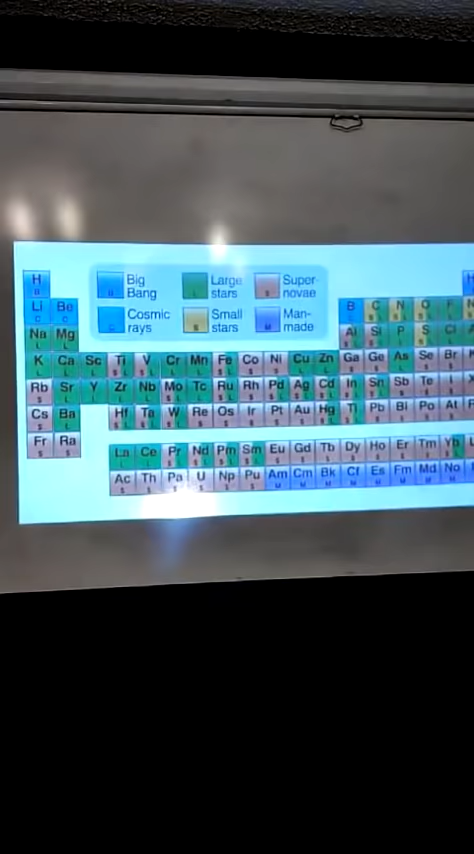 H
Big Bang Large stars Super-novae
B
Cosmic rays Small stars Man-made
Li Be B C N O F
Na Mg Al Si P S Cl
K Ca Sc Ti V Cr Mn Fe Co Ni Cu Zn Ga Ge As Se Br
Rb Sr Y Zr Nb Mo Tc Ru Rh Pd Ag Cd In Sn Sb Te I
Cs Ba Hf Ta W Re Os Ir Pt Au Hg Tl Pb Bi Po At
Fr Ra
La Ce Pr Nd Pm Sm Eu Gd Tb Dy Ho Er Tm Yb
Ac Th Pa U Np Pu Am Cm Bk Cf Es Fm Md No